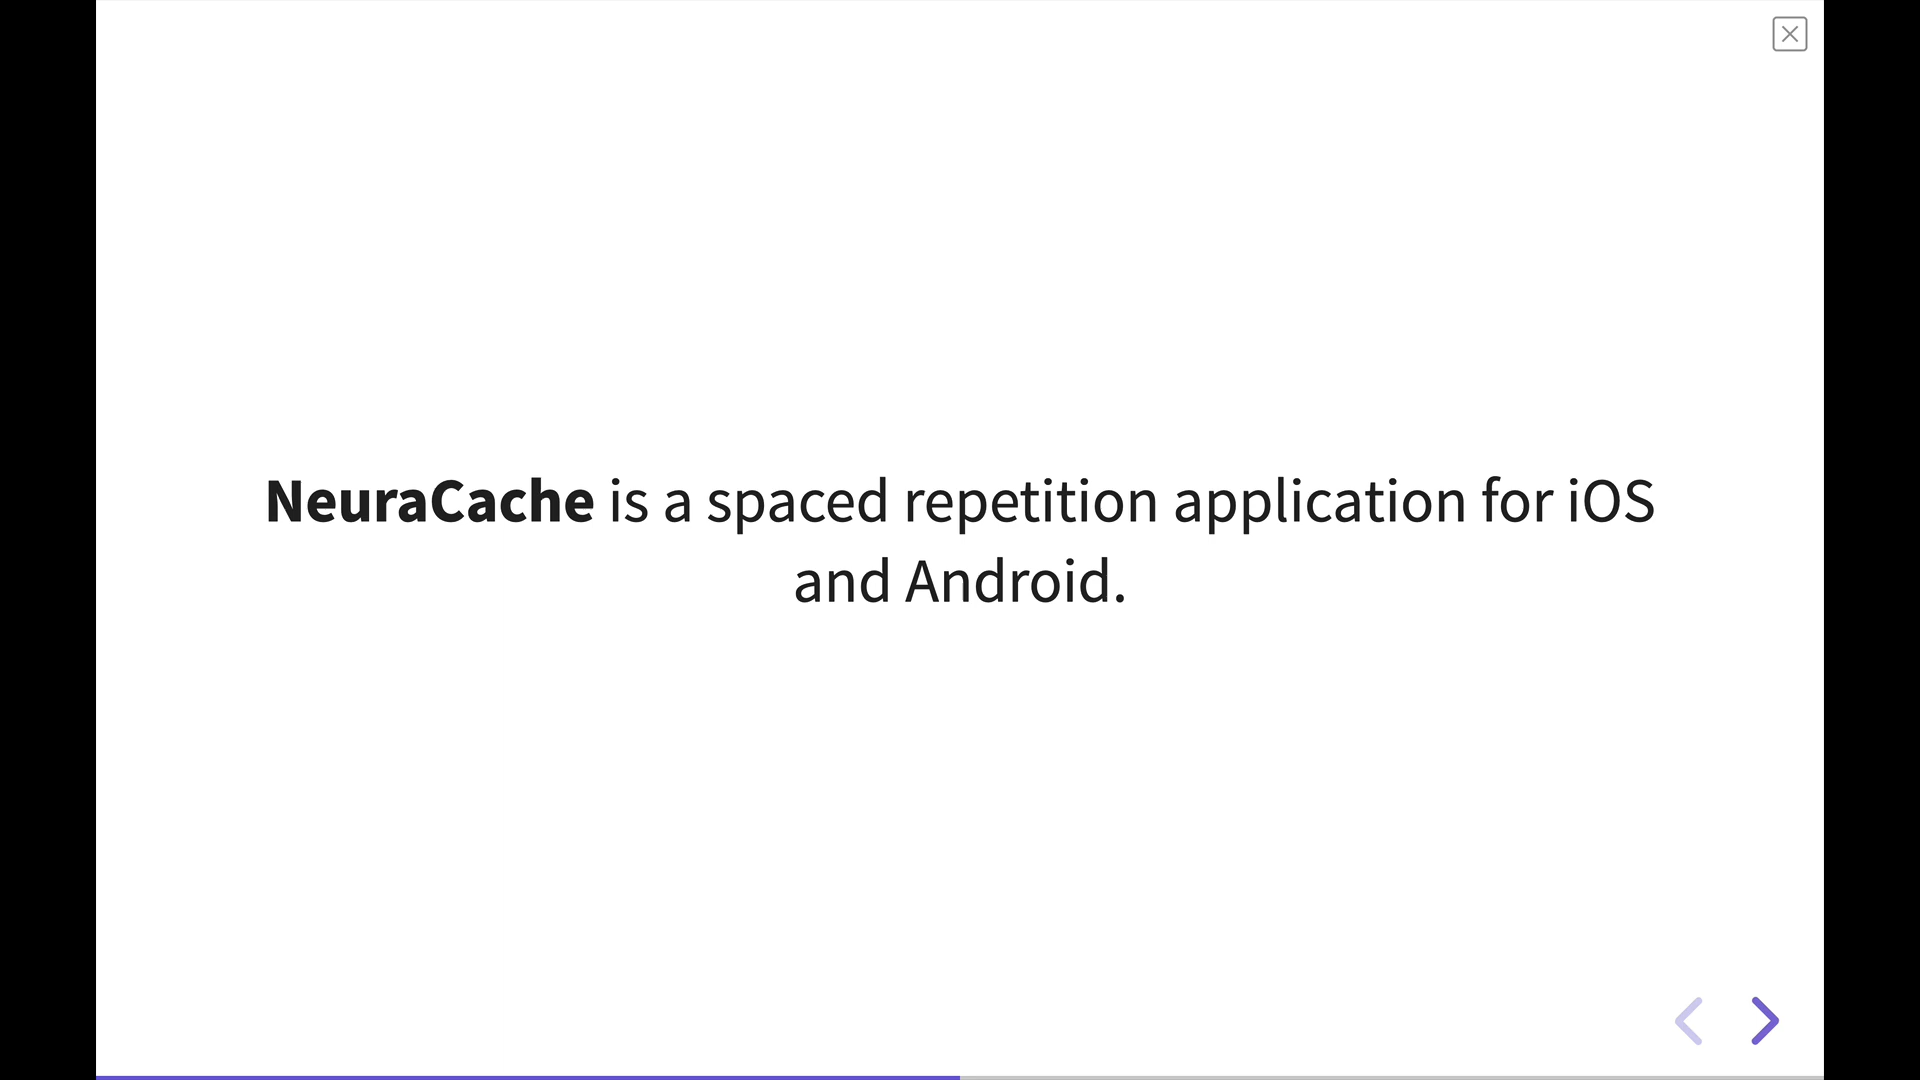 NeuraCache is a spaced repetition application for iOS
and Android.